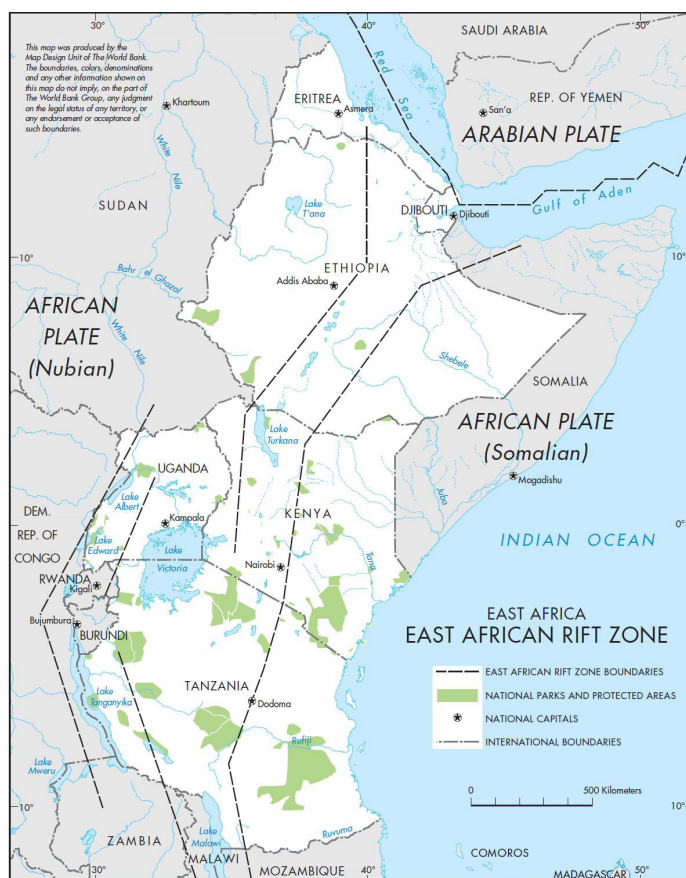 30°
40°
50°
This map was produced by the
Map Design Unit of The World Bank.
The boundaries, colors, denominations
and any other information shown on
this map do not imply, on the part of
The World Bank Group, any judgment
on the legal status of any territory, or
any endorsement or acceptance of
such boundaries.
SAUDI ARABIA
Red Sea
Khartoum
ERITREA
Asmera
San'a
REP. OF YEMEN
ARABIAN PLATE
White Nile
SUDAN
Lake
T'ana
DJIBOUTI
Djibouti
Gulf of Aden
10°
10°
ETHIOPIA
Addis Ababa
Bahr el Ghazal
AFRICAN
PLATE
(Nubian)
White Nile
Shebele
SOMALIA
AFRICAN PLATE
(Somalian)
Lake
Turkana
UGANDA
Juba
Mogadishu
Lake
Albert
Kampala
KENYA
DEM.
REP. OF
CONGO
0°
Lake
Edward
Lake
Victoria
Nairobi
Tana
INDIAN OCEAN
RWANDA
Kigali
Bujumbura
BURUNDI
EAST AFRICA
EAST AFRICAN RIFT ZONE
EAST AFRICAN RIFT ZONE BOUNDARIES
NATIONAL PARKS AND PROTECTED AREAS
NATIONAL CAPITALS
INTERNATIONAL BOUNDARIES
TANZANIA
Lake
Tanganyika
Dodoma
Rufiji
Lake
Mweru
0
500 Kilometers
10°
10°
Ruvuma
ZAMBIA
Lake
Malawi
MALAWI
MOZAMBIQUE
COMOROS
MADAGASCAR
30°
40°
50°